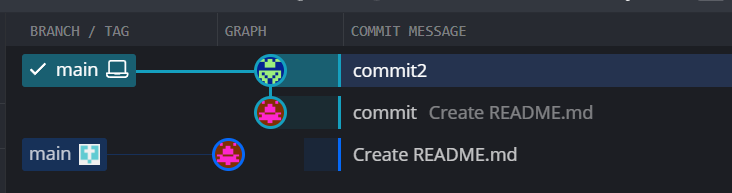 BRANCH / TAG GRAPH COMMIT MESSAGE
main commit2
commit Create README.md
main Create README.md